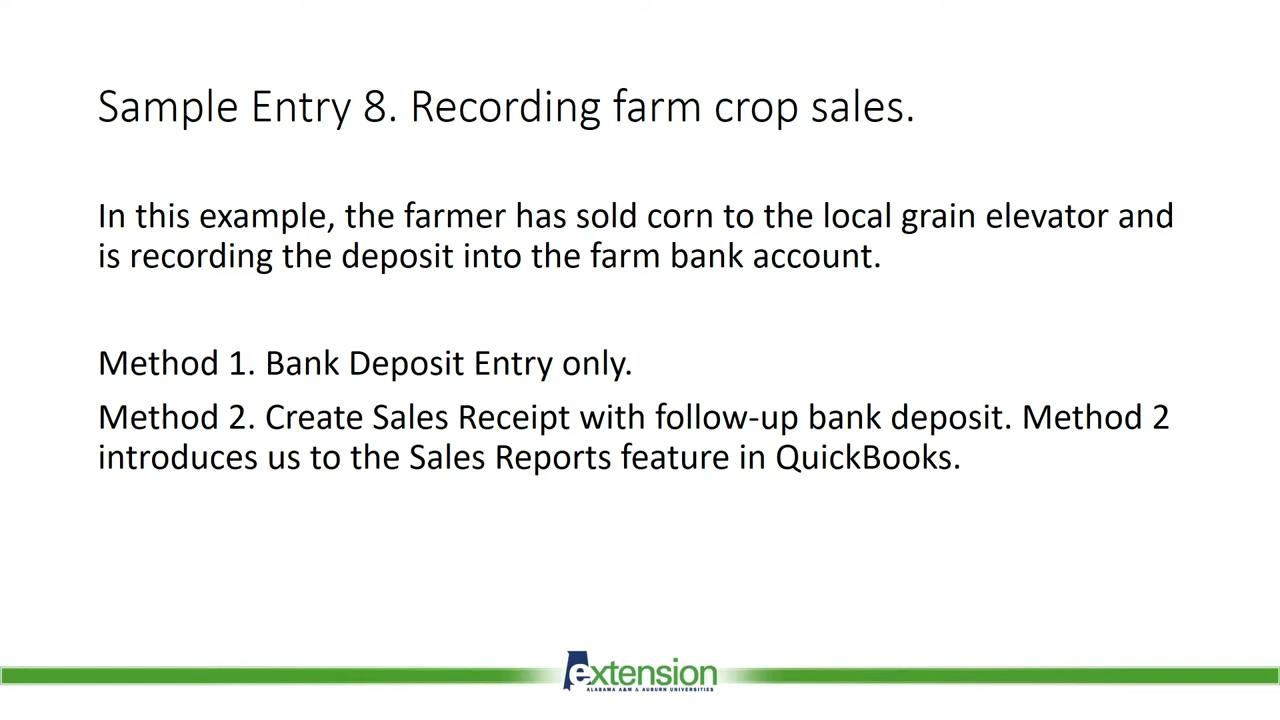 Sample Entry 8. Recording farm crop sales.
In this example, the farmer has sold corn to the local grain elevator and
is recording the deposit into the farm bank account.
Method 1. Bank Deposit Entry only.
Method 2. Create Sales Receipt with follow-up bank deposit. Method 2
introduces us to the Sales Reports feature in QuickBooks.
extension
ALABAMA A&M & AUBURN UNIVERSITIES